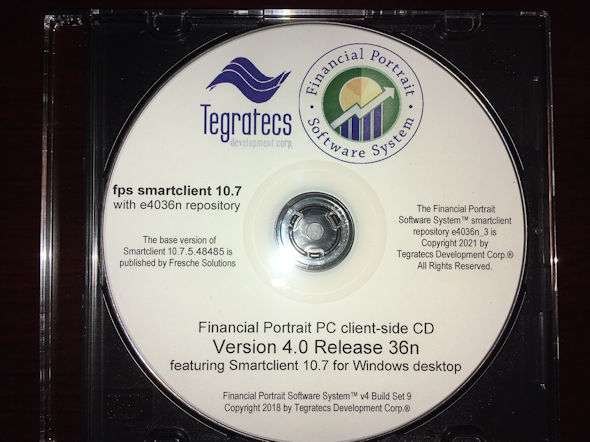 Tegratecs
development corp.
Financial Portrait
Software System
fps smartclient 10.7
with e4036n repository
The base version of
Smartclient 10.7.5.48485 is
published by Fresche Solutions
The Financial Portrait
Software System™ smartclient
repository e4036n_3 is
Copyright 2021 by
Tegratecs Development Corp.®
All Rights Reserved.
Financial Portrait PC client-side CD
Version 4.0 Release 36n
featuring Smartclient 10.7 for Windows desktop
Financial Portrait Software System™ v4 Build Set 9
Copyright 2018 by Tegratecs Development Corp.®